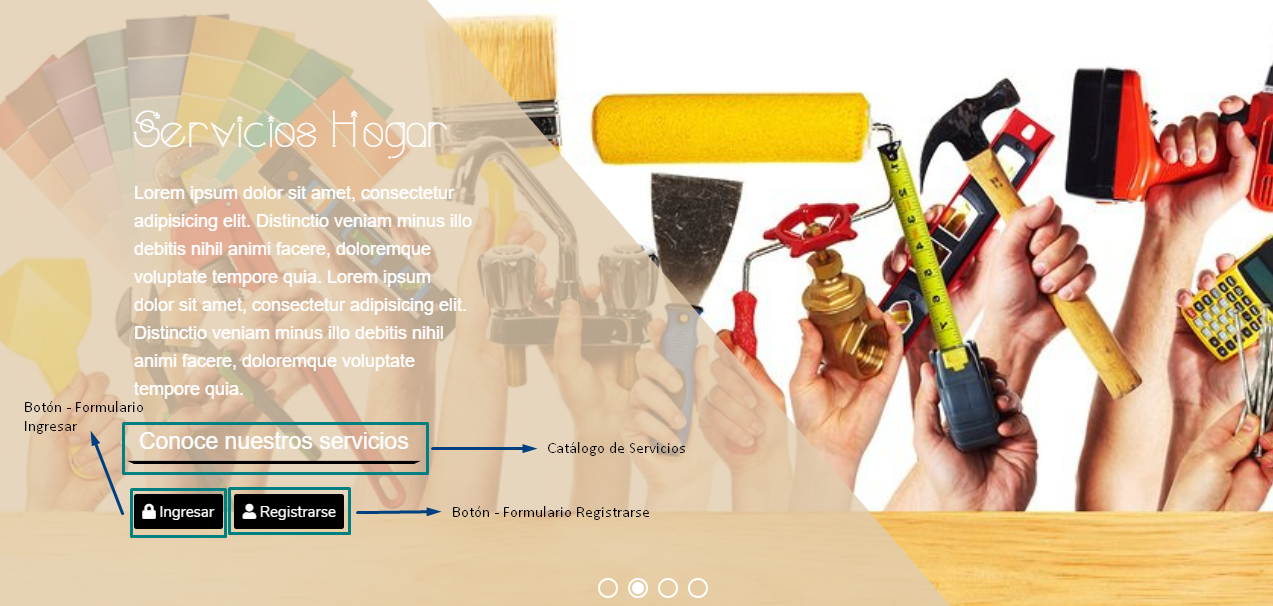 Servicios Hogar
Lorem ipsum dolor sit amet, consectetur
adipisicing elit. Distinctio veniam minus illo
debitis nihil animi facere, doloremque
voluptate tempore quia. Lorem ipsum
dolor sit amet, consectetur adipisicing elit.
Distinctio veniam minus illo debitis nihil
animi facere, doloremque voluptate
tempore quia.
Botón - Formulario
Ingresar
Conoce nuestros servicios
Catálogo de Servicios
Ingresar
Registrarse
Botón - Formulario Registrarse